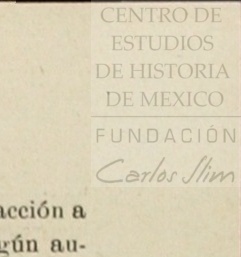 CENTRO DE
ESTUDIOS
DE HISTORIA
DE MEXICO
FUNDACIÓN
Carlos Slim
acción a
gún au-